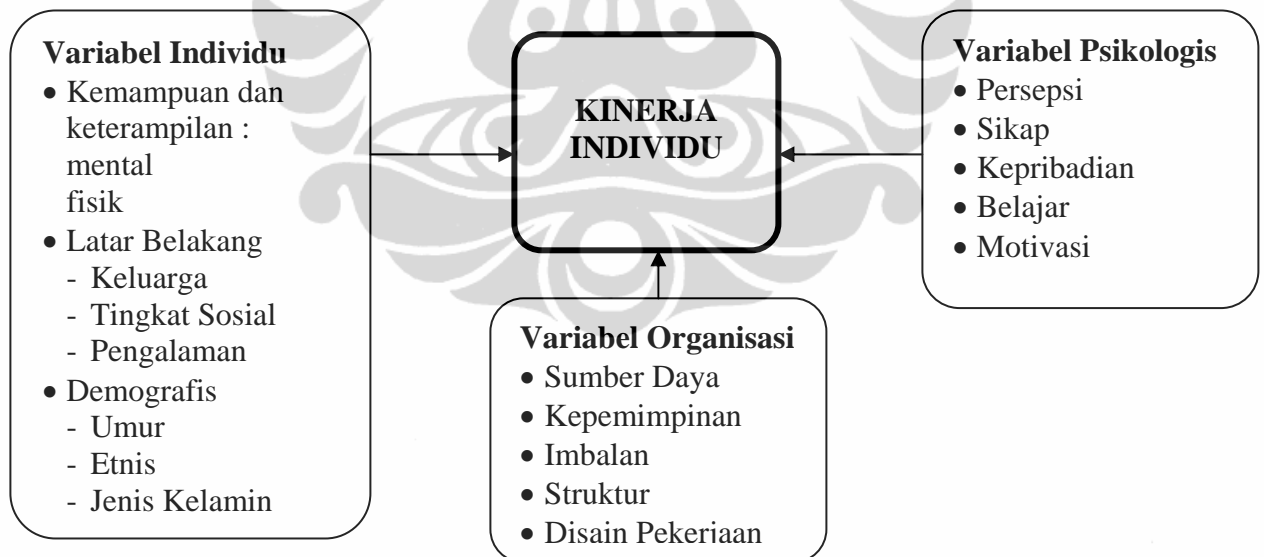 Variabel Individu
• Kemampuan dan
keterampilan :
mental
fisik
• Latar Belakang
- Keluarga
- Tingkat Sosial
- Pengalaman
• Demografis
- Umur
- Etnis
- Jenis Kelamin
KINERJA
INDIVIDU
Variabel Psikologis
• Persepsi
• Sikap
• Kepribadian
• Belajar
• Motivasi
Variabel Organisasi
• Sumber Daya
• Kepemimpinan
• Imbalan
• Struktur
• Disain Pekerjaan